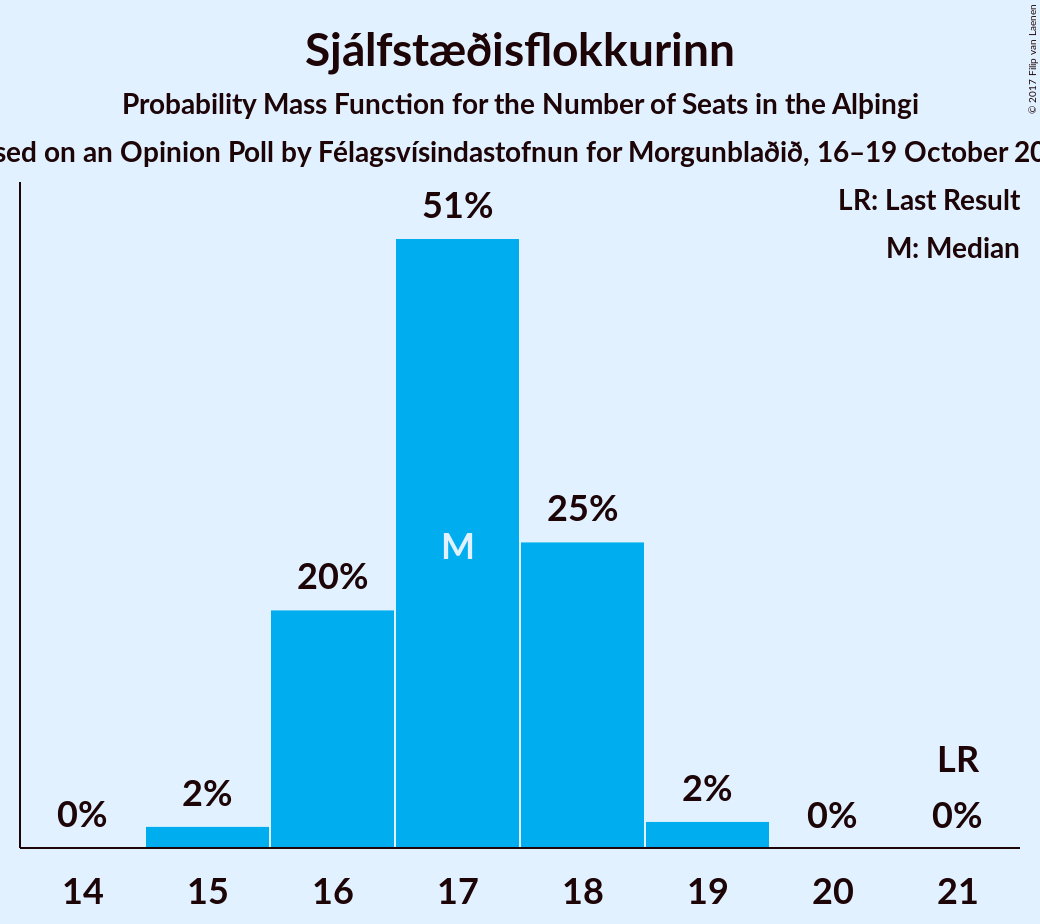 Sjálfstæðisflokkurinn
Probability Mass Function for the Number of Seats in the Alþingi
on an Opinion Poll by Félagsvísindastofnun for Morgunblaðið, 16–19 October
© 2017 Filip van Laenen
LR: Last Result
M: Median
51%
25%
M
20%
LR
2%
2%
0%
0%
0%
14 15 16 17 18 19 20 21